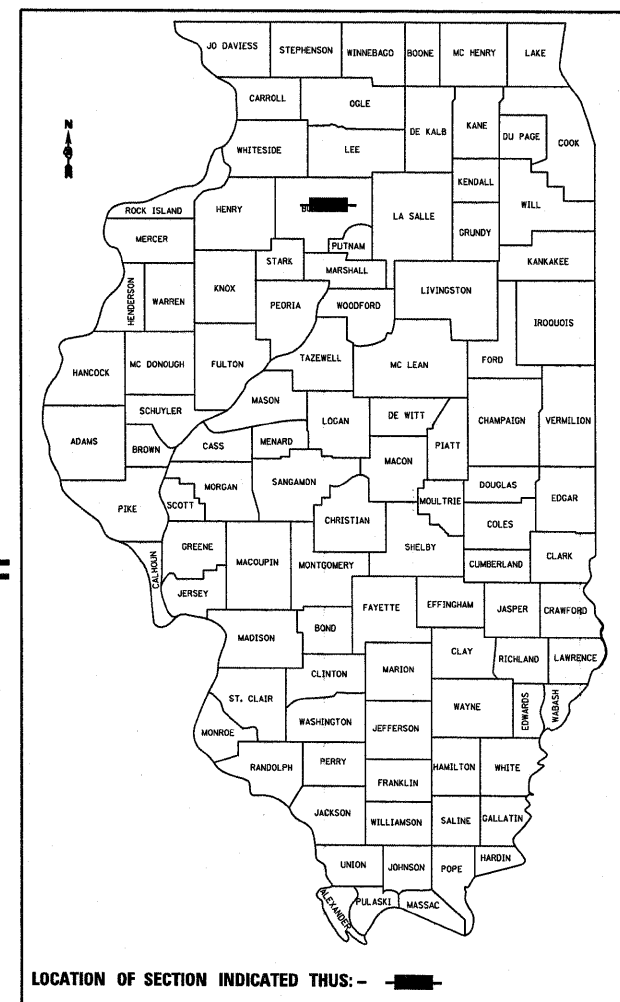 JO DAVIESS
STEPHENSON
WINNEBAGO
BOONE
MC HENRY
LAKE
CARROLL
OGLE
DE KALB
KANE
DU PAGE
COOK
N
WHITESIDE
LEE
KENDALL
WILL
ROCK ISLAND
HENRY
LA SALLE
GRUNDY
MERCER
PUTNAM
STARK
MARSHALL
KANKAKEE
HENDERSON
WARREN
KNOX
PEORIA
WOODFORD
LIVINGSTON
IROQUOIS
HANCOCK
MC DONOUGH
FULTON
TAZEWELL
MC LEAN
FORD
SCHUYLER
MASON
LOGAN
DE WITT
CHAMPAIGN
VERMILION
ADAMS
BROWN
CASS
MENARD
MACON
PIATT
PIKE
SCOTT
MORGAN
SANGAMON
MOULTRIE
DOUGLAS
EDGAR
CHRISTIAN
COLES
CALHOUN
GREENE
MACOUPIN
MONTGOMERY
SHELBY
CUMBERLAND
CLARK
JERSEY
FAYETTE
EFFINGHAM
JASPER
CRAWFORD
MADISON
BOND
CLAY
RICHLAND
LAWRENCE
CLINTON
MARION
ST. CLAIR
WAYNE
EDWARDS
WABASH
MONROE
WASHINGTON
JEFFERSON
RANDOLPH
PERRY
HAMILTON
WHITE
FRANKLIN
JACKSON
WILLIAMSON
SALINE
GALLATIN
UNION
JOHNSON
POPE
HARDIN
ALEXANDER
PULASKI
MASSAC
LOCATION OF SECTION INDICATED THUS: -